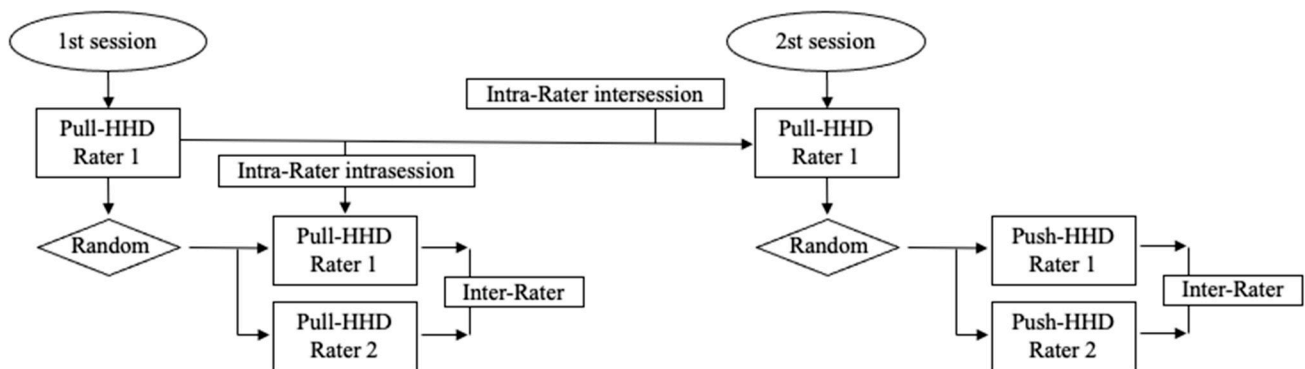 1st session
2st session
Intra-Rater intersession
Pull-HHD
Rater 1
Pull-HHD
Rater 1
Intra-Rater intrasession
Random
Pull-HHD
Rater 1
Inter-Rater
Pull-HHD
Rater 2
Random
Push-HHD
Rater 1
Inter-Rater
Push-HHD
Rater 2